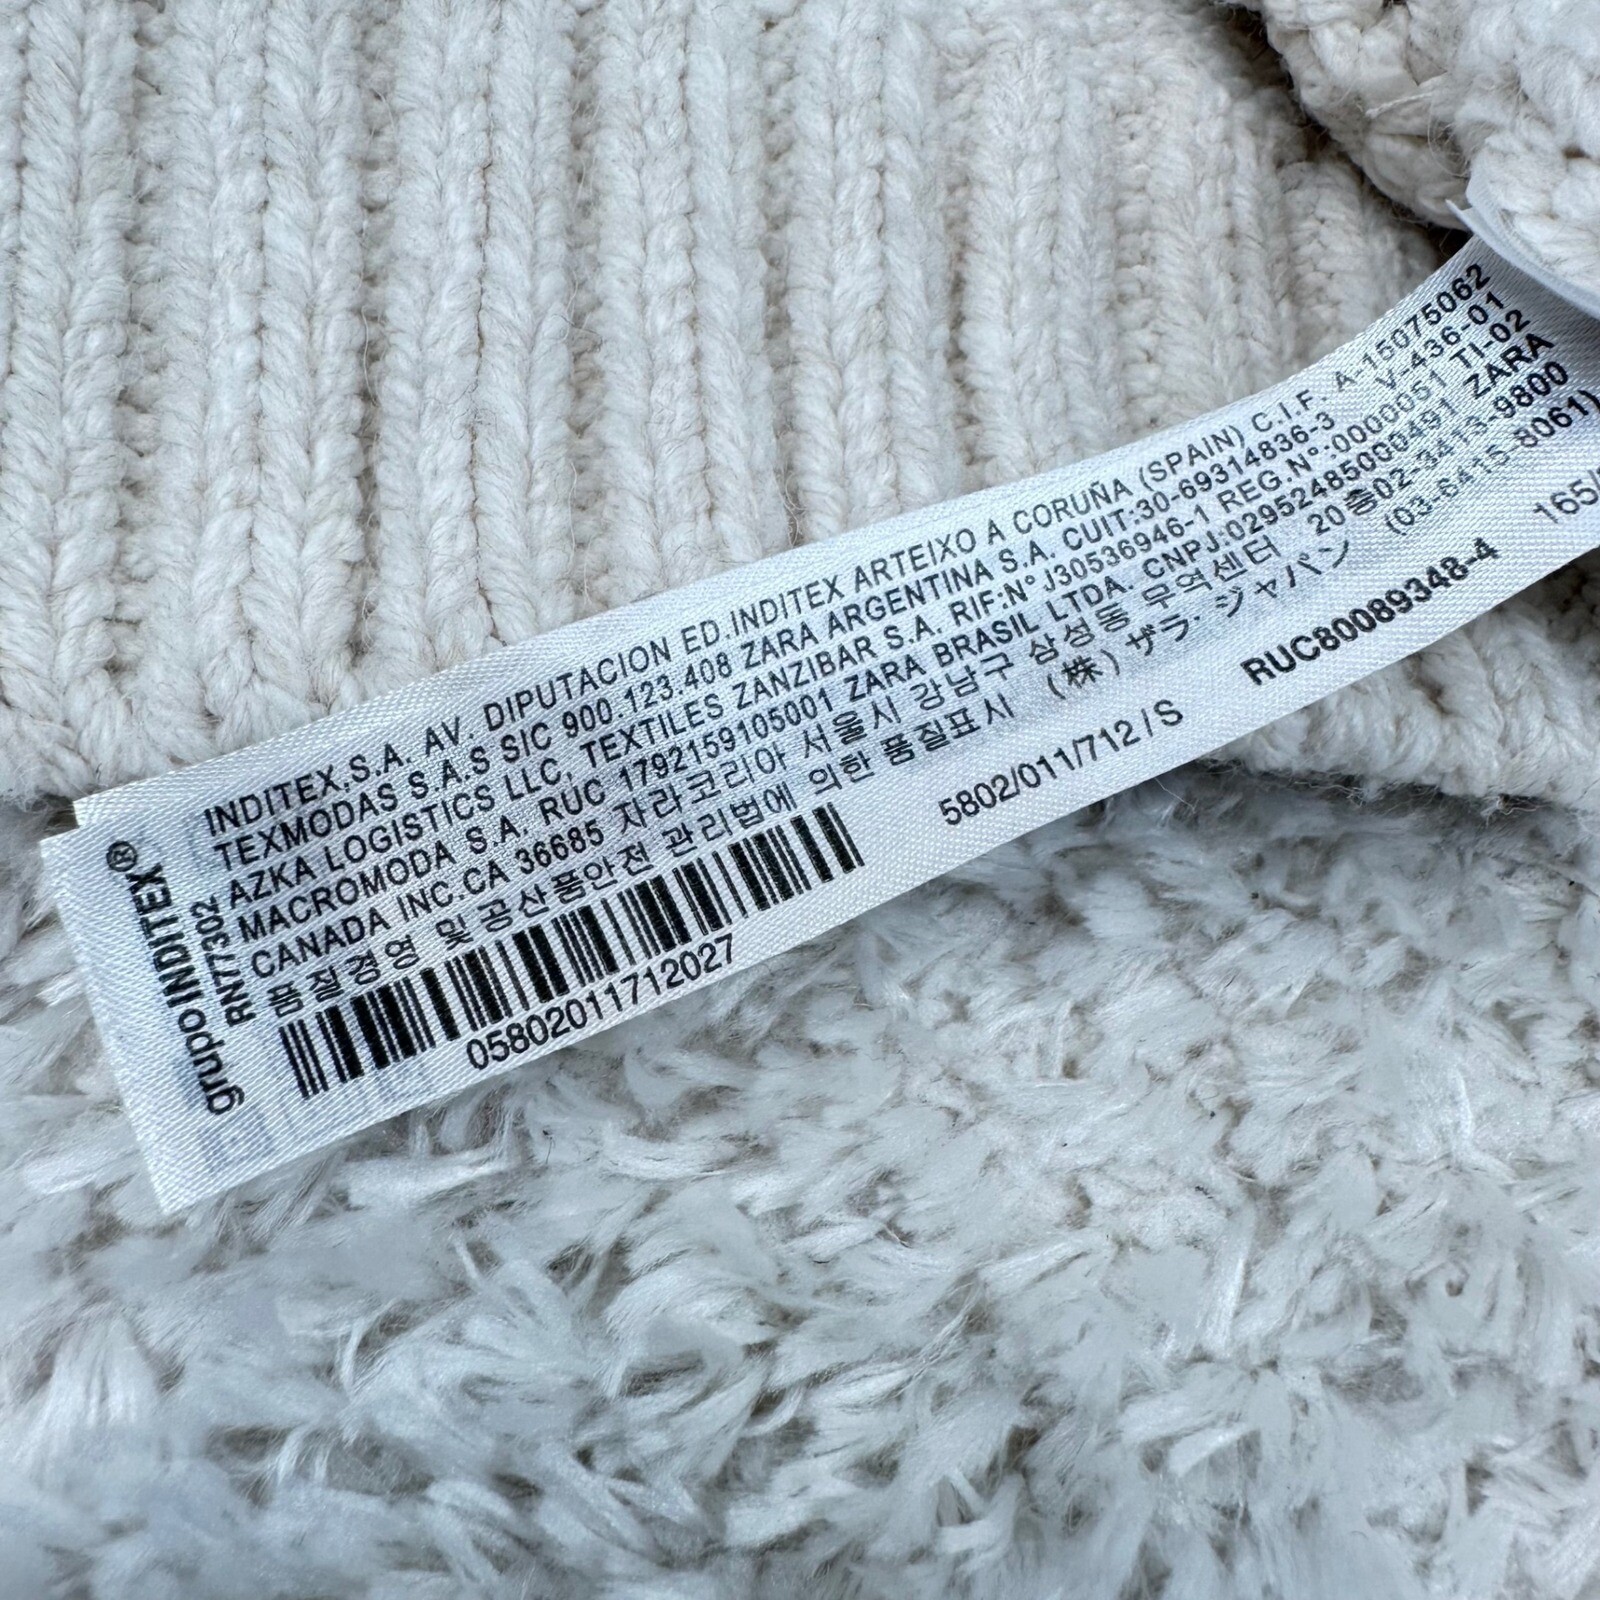 grupo INDITEX®
RN77302
INDITEX,S.A. AV. DIPUTACION ED.INDITEX ARTEIXO A CORUÑA (SPAIN) C.I.F. A-15075062
TEXMODAS S.A.S SIC 900.123.408 ZARA ARGENTINA S.A. CUIT:30-69314836-3 V-436-01
AZKA LOGISTICS LLC, TEXTILES ZANZIBAR S.A. RIF:N°J30536946-1 REG.N°:0000051 TI-02
MACROMODA S.A. RUC 1792159105001 ZARA BRASIL LTDA. CNPJ:02952485000491 ZARA
CANADA INC.CA 36685 자라코리아 서울시 강남구 삼성동 무역센터 20층02-3413-9800
품질경영 및 공산품안전 관리법에 의한 품질표시 (株) ザラ・ジャパン (03-6415-8061)
05802011712027
5802/011/712 / S
RUC80089348-4
165/